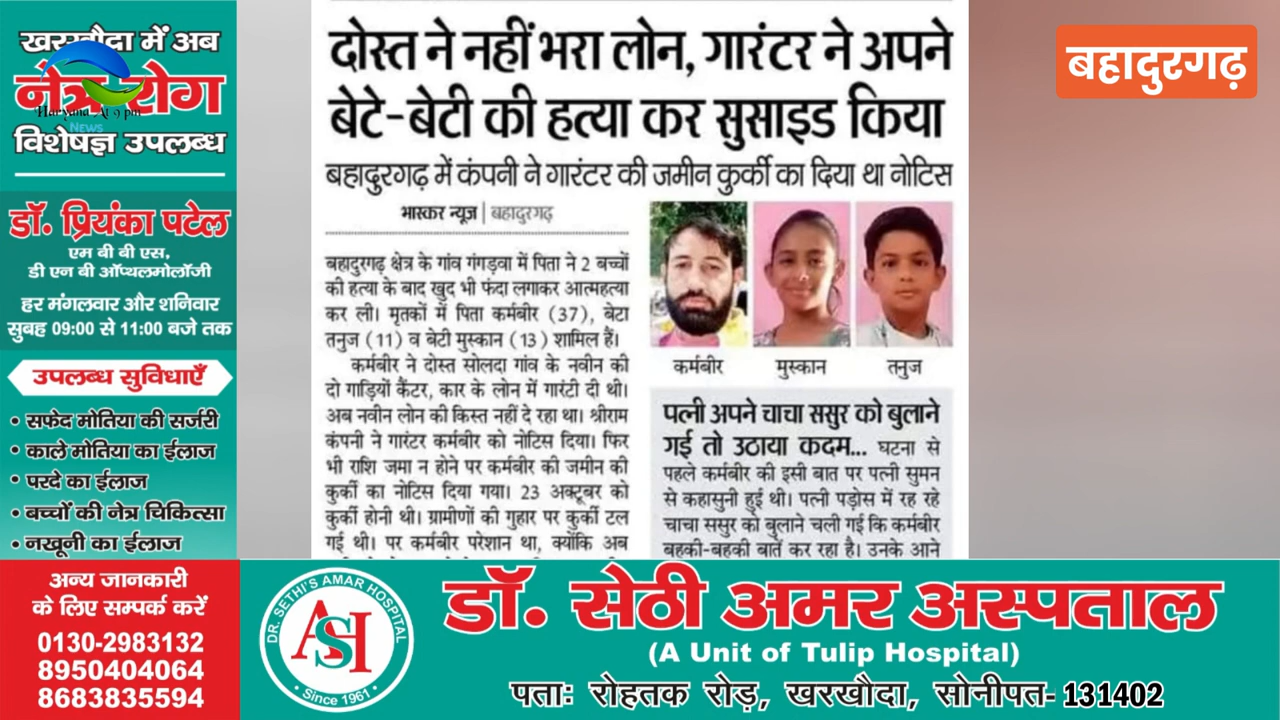 खरखौदा में अब
नेत्र रोग
Haryana At 9 pm
NEWS
विशेषज्ञ उपलब्ध
डॉ. प्रियंका पटेल
एम बी बी एस,
डी एन बी ऑप्थलमोलॉजी
हर मंगलवार और शनिवार
सुबह 09:00 से 11:00 बजे तक
उपलब्ध सुविधाएँ
• सफेद मोतिया की सर्जरी
• काले मोतिया का ईलाज
• परदे का ईलाज
• बच्चों की नेत्र चिकित्सा
• नखूनी का ईलाज
अन्य जानकारी
के लिए सम्पर्क करें
0130-2983132
8950404064
8683835594
दोस्त ने नहीं भरा लोन, गारंटर ने अपने
बेटे-बेटी की हत्या कर सुसाइड किया
बहादुरगढ़ में कंपनी ने गारंटर की जमीन कुर्की का दिया था नोटिस
भास्कर न्यूज | बहादुरगढ़
बहादुरगढ़ क्षेत्र के गांव गंगड़वा में पिता ने 2 बच्चों
की हत्या के बाद खुद भी फंदा लगाकर आत्महत्या
कर ली। मृतकों में पिता कर्मबीर (37), बेटा
तनुज (11) व बेटी मुस्कान (13) शामिल हैं।
कर्मबीर ने दोस्त सोलदा गांव के नवीन की
दो गाड़ियों कैंटर, कार के लोन में गारंटी दी थी।
अब नवीन लोन की किस्त नहीं दे रहा था। श्रीराम
कंपनी ने गारंटर कर्मबीर को नोटिस दिया। फिर
भी राशि जमा न होने पर कर्मबीर की जमीन की
कुर्की का नोटिस दिया गया। 23 अक्टूबर को
कुर्की होनी थी। ग्रामीणों की गुहार पर कुर्की टल
गई थी। पर कर्मबीर परेशान था, क्योंकि अब
कर्मबीर
मुस्कान
तनुज
पत्नी अपने चाचा ससुर को बुलाने
गई तो उठाया कदम... घटना से
पहले कर्मबीर की इसी बात पर पत्नी सुमन
से कहासुनी हुई थी। पत्नी पड़ोस में रह रहे
चाचा ससुर को बुलाने चली गई कि कर्मबीर
बहकी-बहकी बातें कर रहा है। उनके आने
बहादुरगढ़
DR. SETHI'S AMAR HOSPITAL
ASH
• Since 1961 •
डॉ. सेठी अमर अस्पताल
(A Unit of Tulip Hospital)
पताः रोहतक रोड़, खरखौदा, सोनीपत- 131402